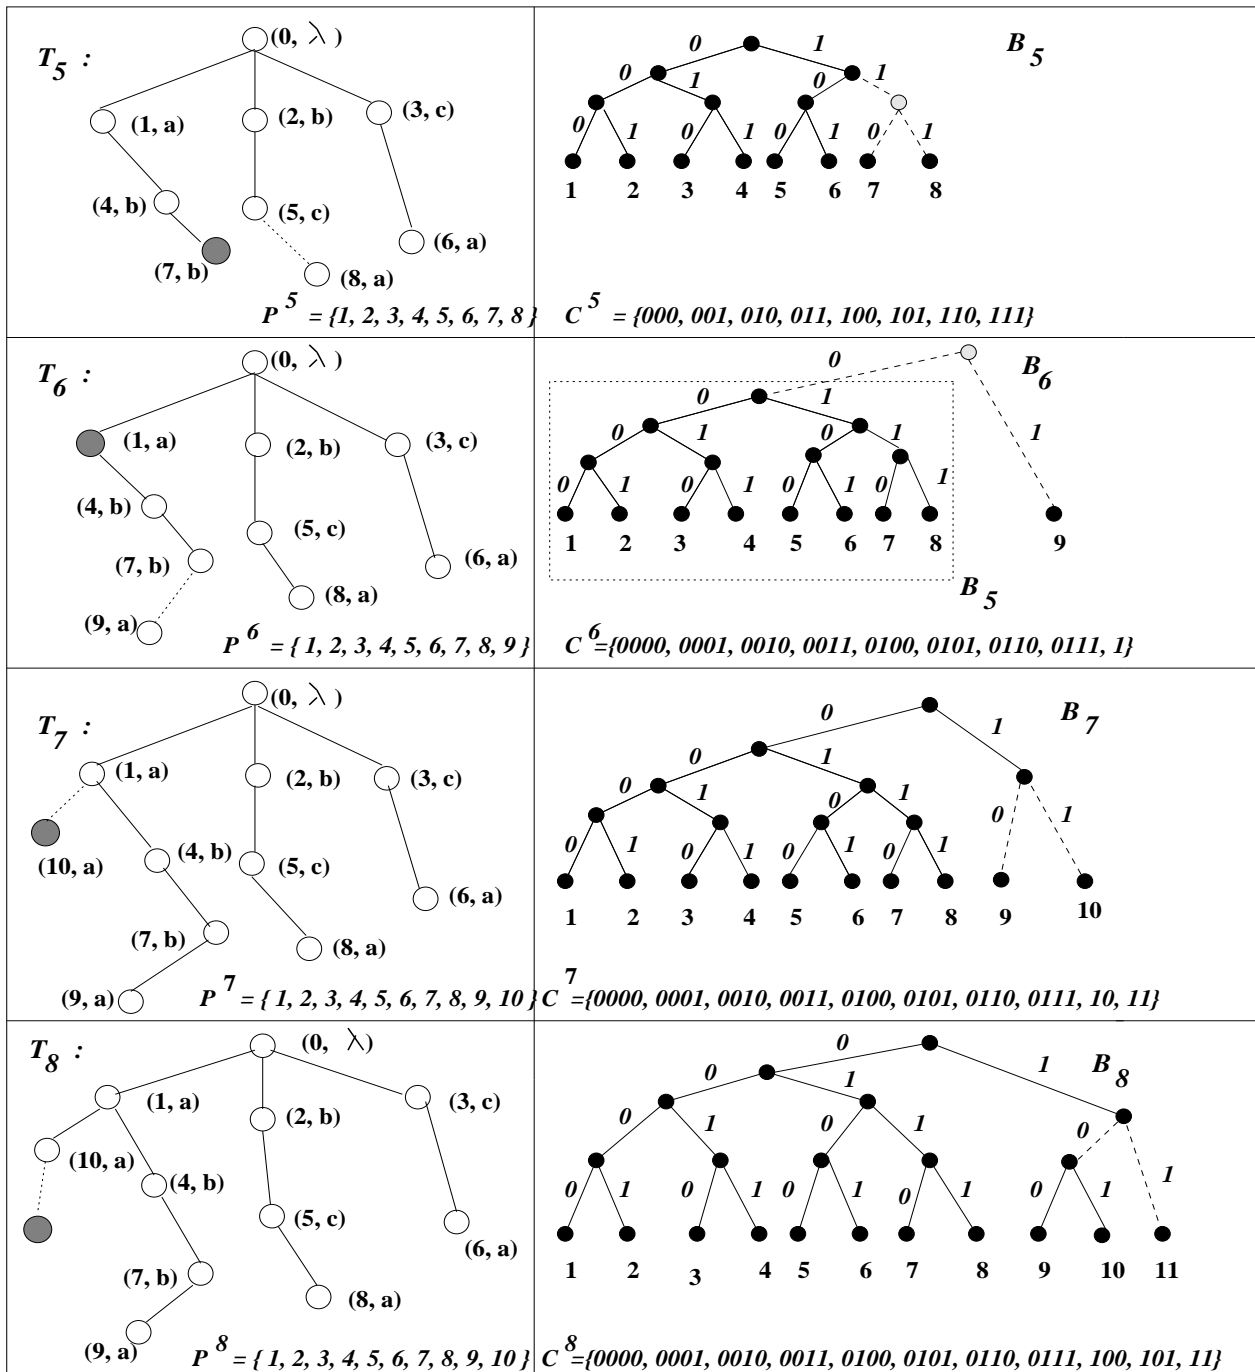 T5 :
(0, λ)
(1, a) (2, b) (3, c)
(4, b) (5, c) (6, a)
(7, b) (8, a)
P^5 = {1, 2, 3, 4, 5, 6, 7, 8 }
B5
0 1
0 1 0 1
0 1 0 1 0 1 0 1
1 2 3 4 5 6 7 8
C^5 = {000, 001, 010, 011, 100, 101, 110, 111}
T6 :
(0, λ )
(1, a) (2, b) (3, c)
(4, b) (5, c) (6, a)
(7, b) (8, a)
(9, a)
P^6 = { 1, 2, 3, 4, 5, 6, 7, 8, 9 }
B6
0 1
0 1
0 1 0 1
0 1 0 1 0 1 0 1
1 2 3 4 5 6 7 8 9
B5
C^6 ={0000, 0001, 0010, 0011, 0100, 0101, 0110, 0111, 1}
T7 :
(0, λ )
(1, a) (2, b) (3, c)
(10, a) (4, b) (5, c) (6, a)
(7, b) (8, a)
(9, a)
P^7 = { 1, 2, 3, 4, 5, 6, 7, 8, 9, 10 }
B7
0 1
0 1
0 1 0 1 0 1
0 1 0 1 0 1 0 1
1 2 3 4 5 6 7 8 9 10
C^7 ={0000, 0001, 0010, 0011, 0100, 0101, 0110, 0111, 10, 11}
T8 :
(0, λ)
(1, a) (2, b) (3, c)
(10, a) (4, b) (5, c) (6, a)
(7, b) (8, a)
(9, a)
P^8 = { 1, 2, 3, 4, 5, 6, 7, 8, 9, 10 }
B8
0 1
0 1
0 1 0 1 0 1
0 1 0 1 0 1 0 1 0 1
1 2 3 4 5 6 7 8 9 10 11
C^8 ={0000, 0001, 0010, 0011, 0100, 0101, 0110, 0111, 100, 101, 11}